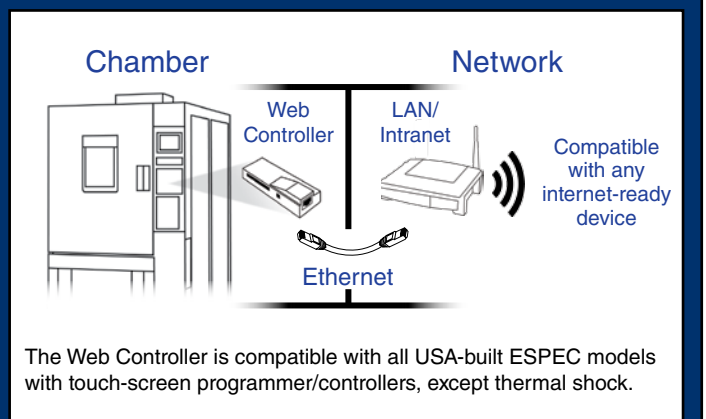 Chamber
Network
Web
Controller
LAN/
Intranet
Compatible
with any
internet-ready
device
Ethernet
The Web Controller is compatible with all USA-built ESPEC models
with touch-screen programmer/controllers, except thermal shock.